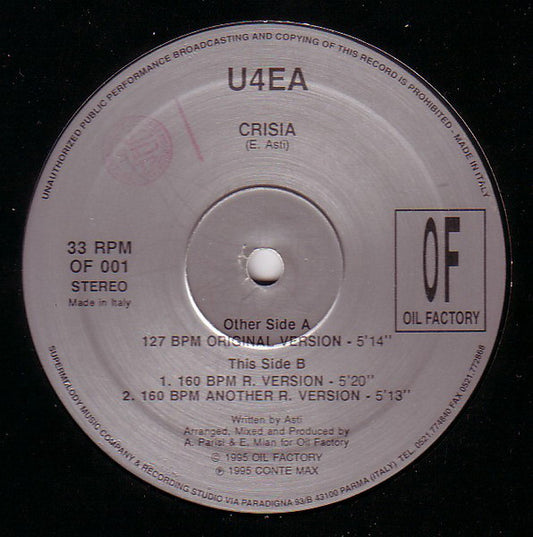 UNAUTHORIZED PUBLIC PERFORMANCE BROADCASTING AND COPYING OF THIS RECORD IS PROHIBITED - MADE IN ITALY
U4EA
CRISIA
(E. Asti)
33 RPM
OF 001
STEREO
Made in Italy
OF
OIL FACTORY
Other Side A
127 BPM ORIGINAL VERSION - 5'14"
This Side B
1. 160 BPM R. VERSION - 5'20"
2. 160 BPM ANOTHER R. VERSION - 5'13"
Written by Asti
Arranged, Mixed and Produced by
A. Parisi & E. Mian for Oil Factory
© 1995 OIL FACTORY
℗ 1995 CONTE MAX
SUPERMELODY MUSIC COMPANY & RECORDING STUDIO VIA PARADIGNA 93/B 43100 PARMA (ITALY) TEL. 0521.774640 FAX 0521.772868